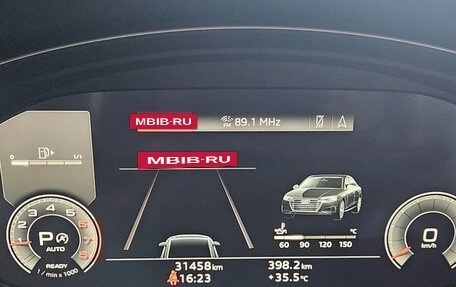 MBIB·RU
FM 89.1 MHz
0 1/1
MBIB·RU
1 2 3 4 5 6 7 8
P
AUTO
READY
1 / min x 1000
60 90 120 150 °C
0
km/h
31458 km 398.2 km
16:23 +35.5 °C